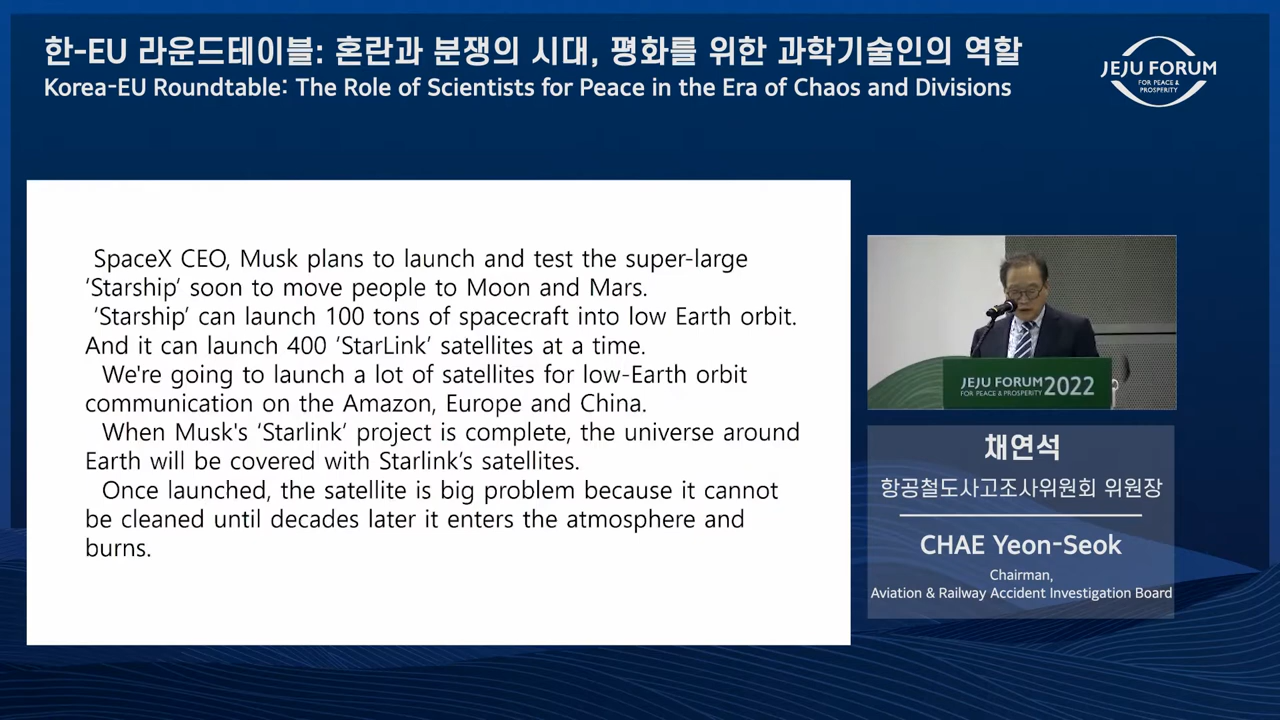 한-EU 라운드테이블: 혼란과 분쟁의 시대, 평화를 위한 과학기술인의 역할
Korea-EU Roundtable: The Role of Scientists for Peace in the Era of Chaos and Divisions
JEJU FORUM
FOR PEACE &
PROSPERITY
SpaceX CEO, Musk plans to launch and test the super-large
‘Starship’ soon to move people to Moon and Mars.
‘Starship’ can launch 100 tons of spacecraft into low Earth orbit.
And it can launch 400 ‘StarLink’ satellites at a time.
We're going to launch a lot of satellites for low-Earth orbit
communication on the Amazon, Europe and China.
When Musk's ‘Starlink’ project is complete, the universe around
Earth will be covered with Starlink’s satellites.
Once launched, the satellite is big problem because it cannot
be cleaned until decades later it enters the atmosphere and
burns.
JEJU FORUM 2022
FOR PEACE & PROSPERITY
채연석
항공철도사고조사위원회 위원장
CHAE Yeon-Seok
Chairman,
Aviation & Railway Accident Investigation Board